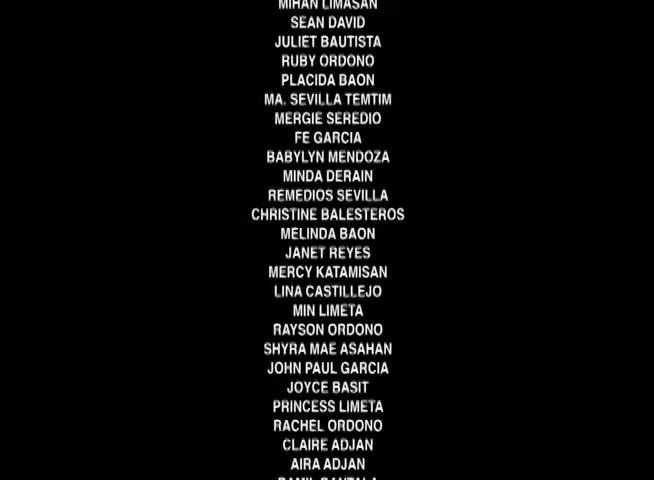 MIHAN LIMASAN
SEAN DAVID
JULIET BAUTISTA
RUBY ORDONO
PLACIDA BAON
MA. SEVILLA TEMTIM
MERGIE SEREDIO
FE GARCIA
BABYLYN MENDOZA
MINDA DERAIN
REMEDIOS SEVILLA
CHRISTINE BALESTEROS
MELINDA BAON
JANET REYES
MERCY KATAMISAN
LINA CASTILLEJO
MIN LIMETA
RAYSON ORDONO
SHYRA MAE ASAHAN
JOHN PAUL GARCIA
JOYCE BASIT
PRINCESS LIMETA
RACHEL ORDONO
CLAIRE ADJAN
AIRA ADJAN